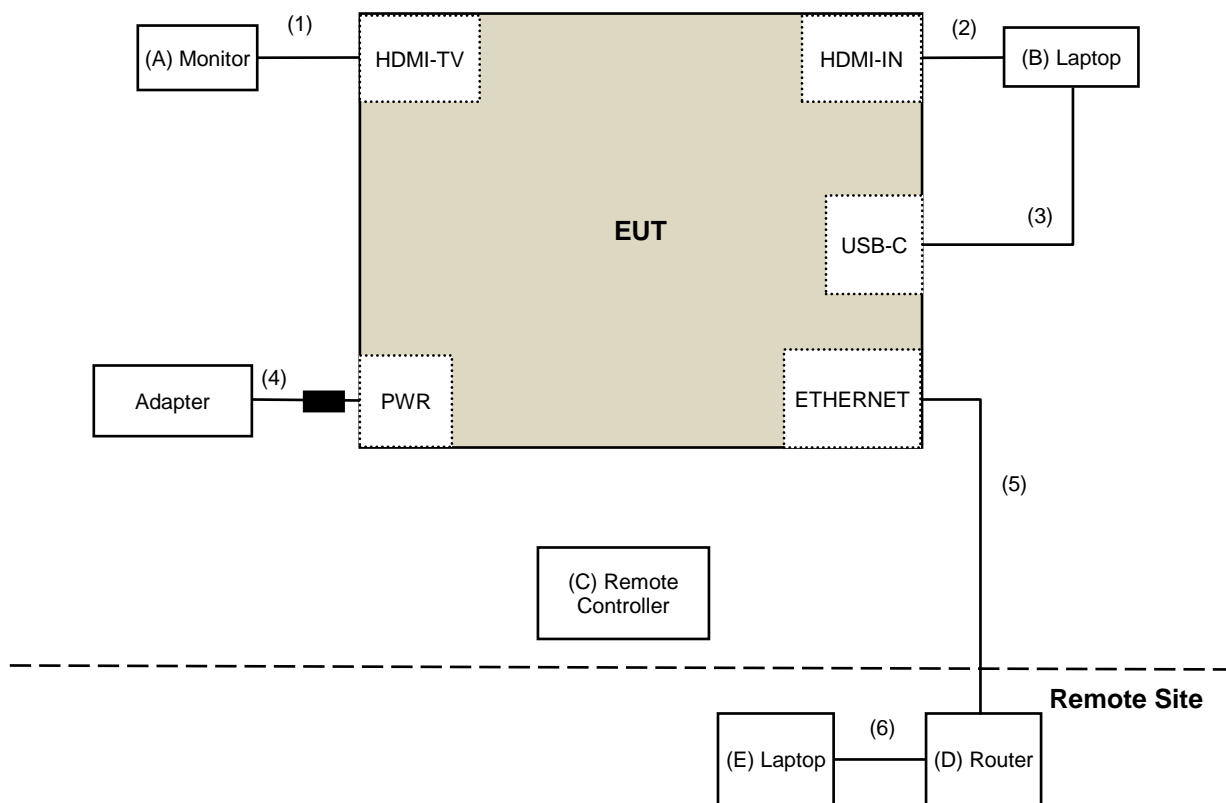 (1)
(2)
(A) Monitor
HDMI-TV
HDMI-IN
(B) Laptop
EUT
USB-C
(3)
Adapter
(4)
PWR
ETHERNET
(5)
(C) Remote
Controller
Remote Site
(E) Laptop
(6)
(D) Router